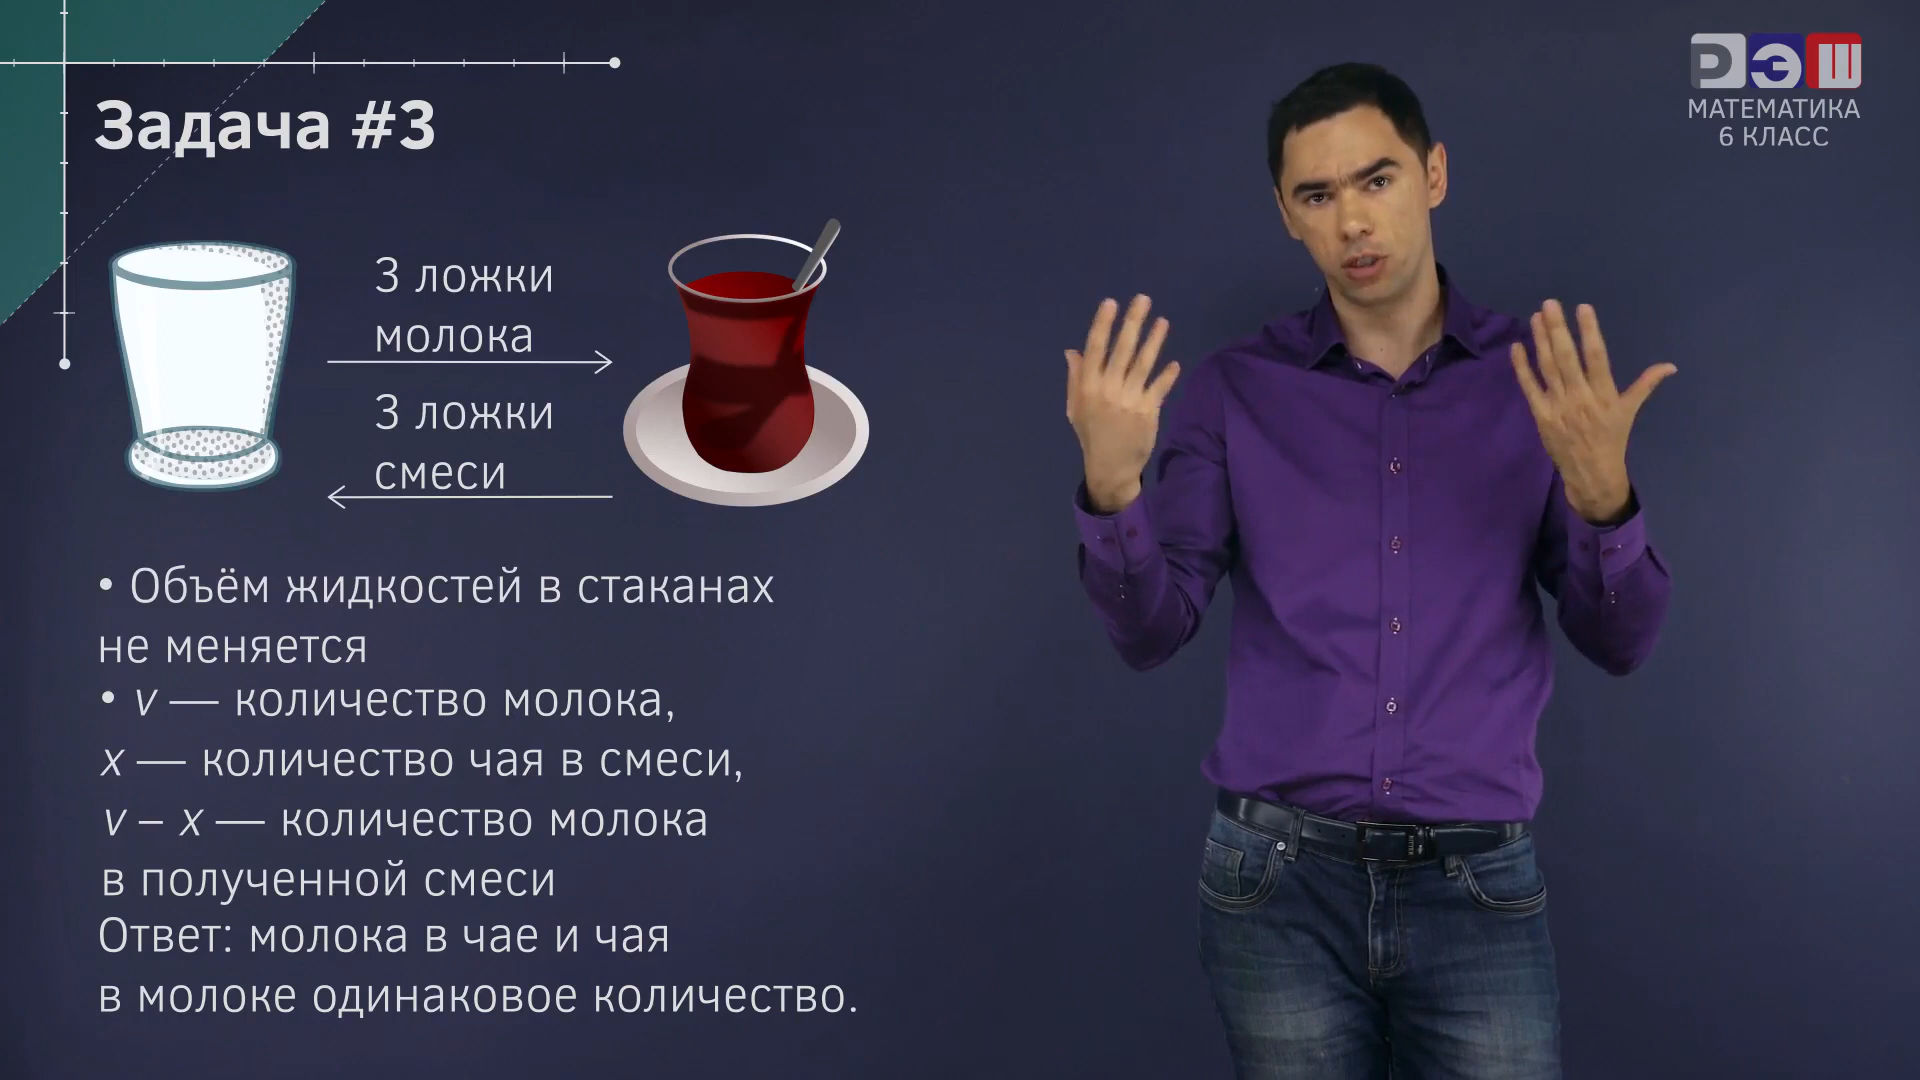 РЭШ
МАТЕМАТИКА
6 КЛАСС
Задача #3
3 ложки
молока
3 ложки
смеси
• Объём жидкостей в стаканах
не меняется
• v — количество молока,
x — количество чая в смеси,
v – x — количество молока
в полученной смеси
Ответ: молока в чае и чая
в молоке одинаковое количество.